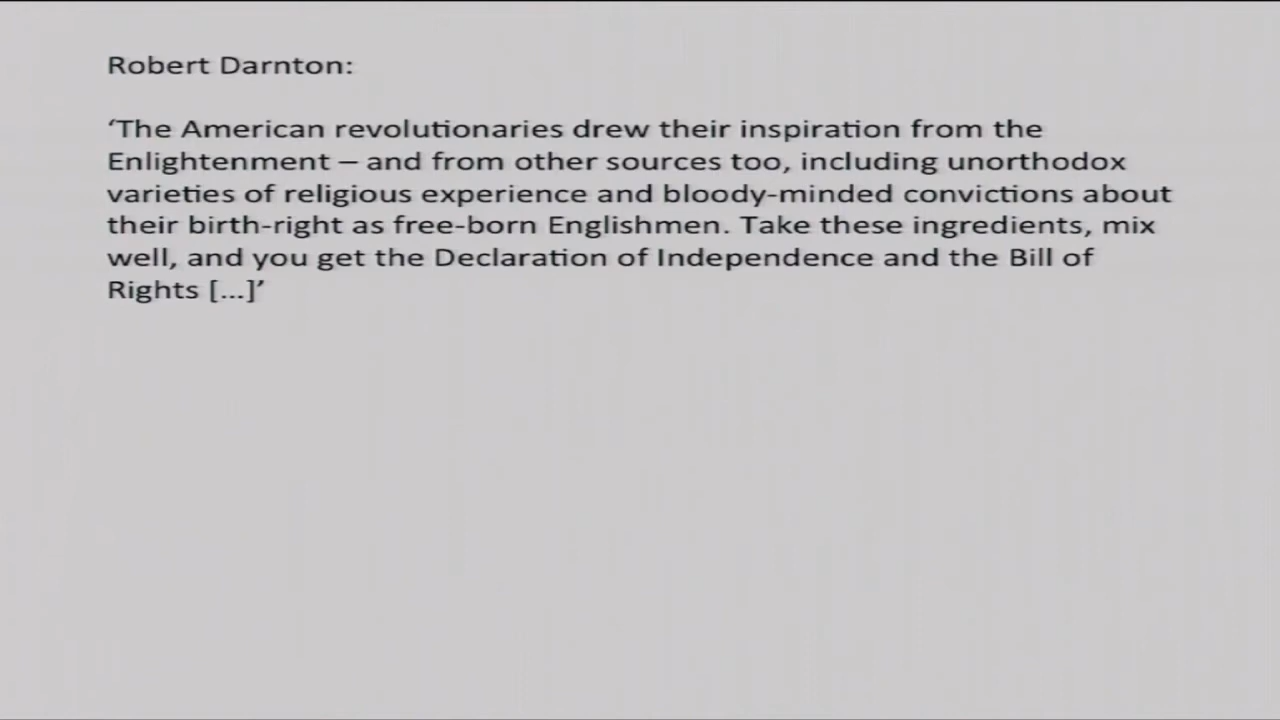 Robert Darnton:
‘The American revolutionaries drew their inspiration from the
Enlightenment – and from other sources too, including unorthodox
varieties of religious experience and bloody-minded convictions about
their birth-right as free-born Englishmen. Take these ingredients, mix
well, and you get the Declaration of Independence and the Bill of
Rights [...]’